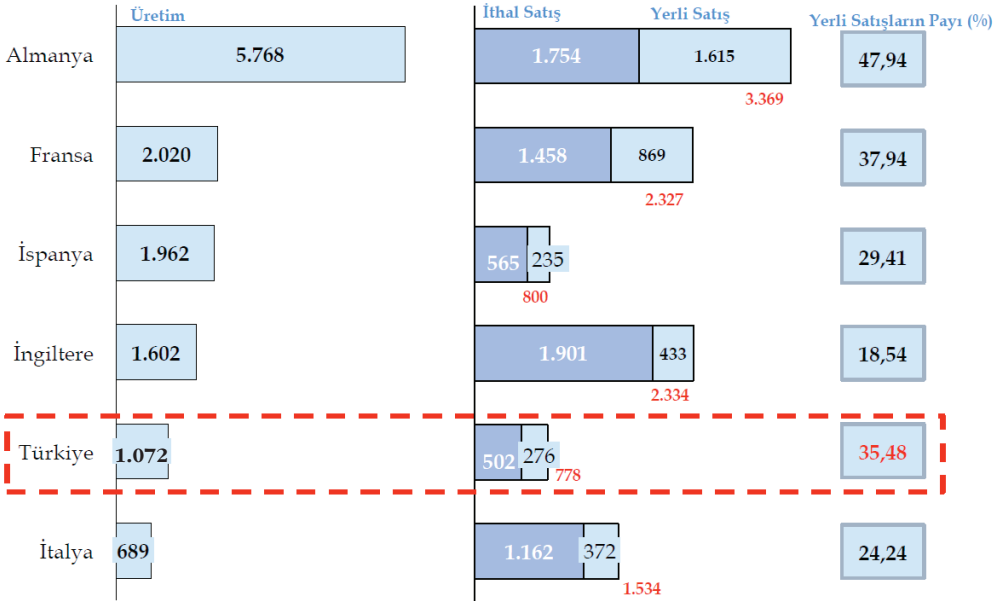 Üretim İthal Satış Yerli Satış Yerli Satışların Payı (%)
Almanya 5.768 1.754 1.615 47,94
3.369
Fransa 2.020 1.458 869 37,94
2.327
İspanya 1.962 565 235 29,41
800
İngiltere 1.602 1.901 433 18,54
2.334
Türkiye 1.072 502 276 35,48
778
İtalya 689 1.162 372 24,24
1.534